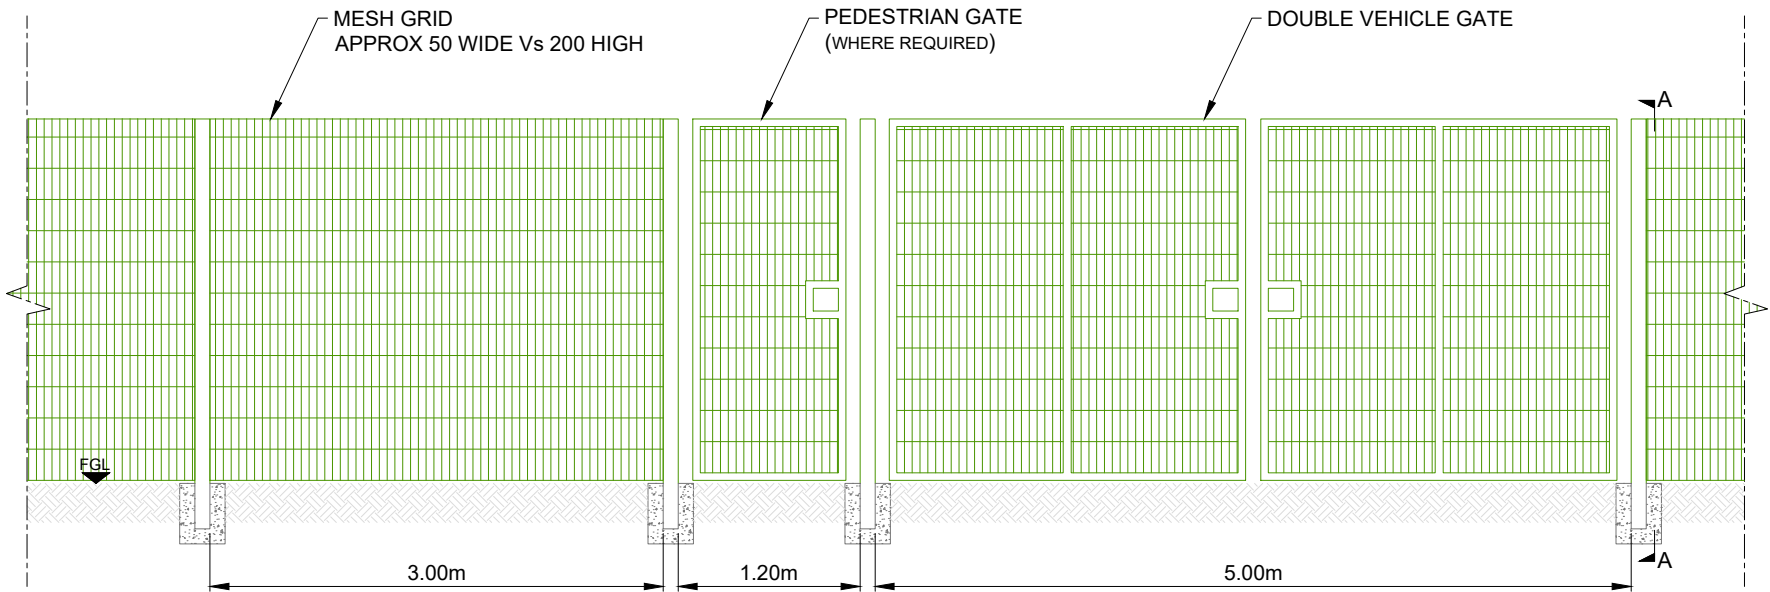 MESH GRID
APPROX 50 WIDE Vs 200 HIGH
PEDESTRIAN GATE
(WHERE REQUIRED)
DOUBLE VEHICLE GATE
A
FGL
3.00m
1.20m
5.00m
A